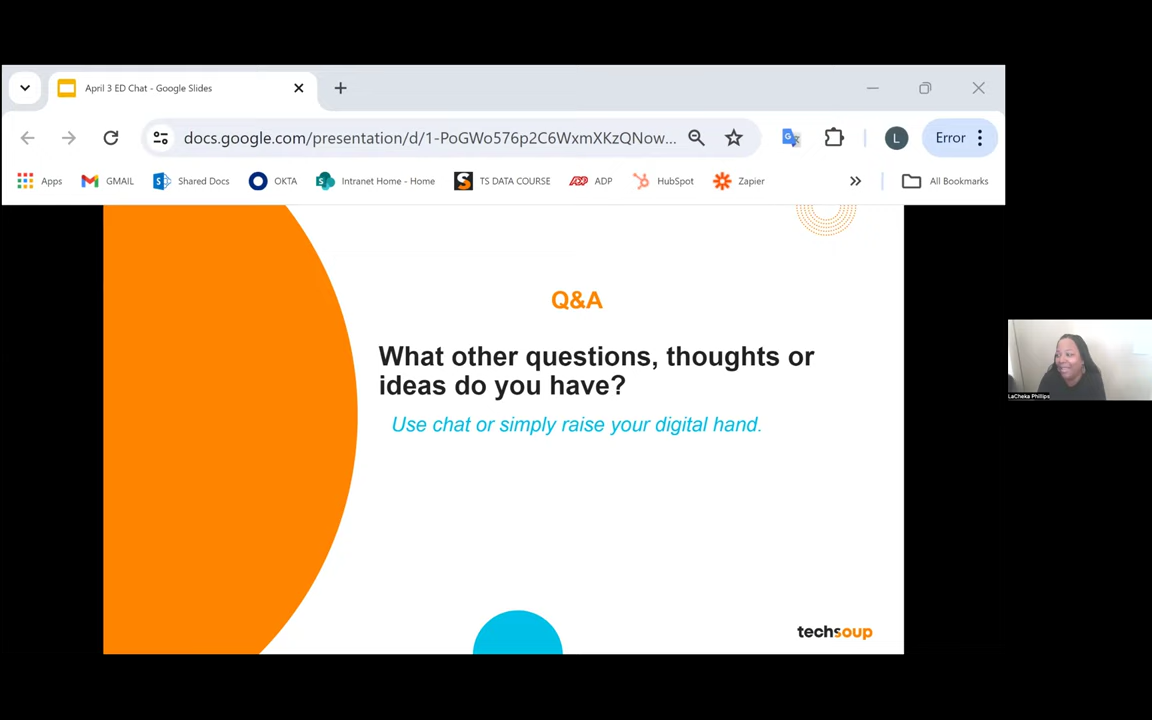 April 3 ED Chat - Google Slides
docs.google.com/presentation/d/1-PoGWo576p2C6WxmXKzQNow...
L
Error
Apps
GMAIL
Shared Docs
OKTA
Intranet Home - Home
TS DATA COURSE
ADP
HubSpot
Zapier
All Bookmarks
Q&A
What other questions, thoughts or
ideas do you have?
Use chat or simply raise your digital hand.
techsoup
LaCheka Phillips